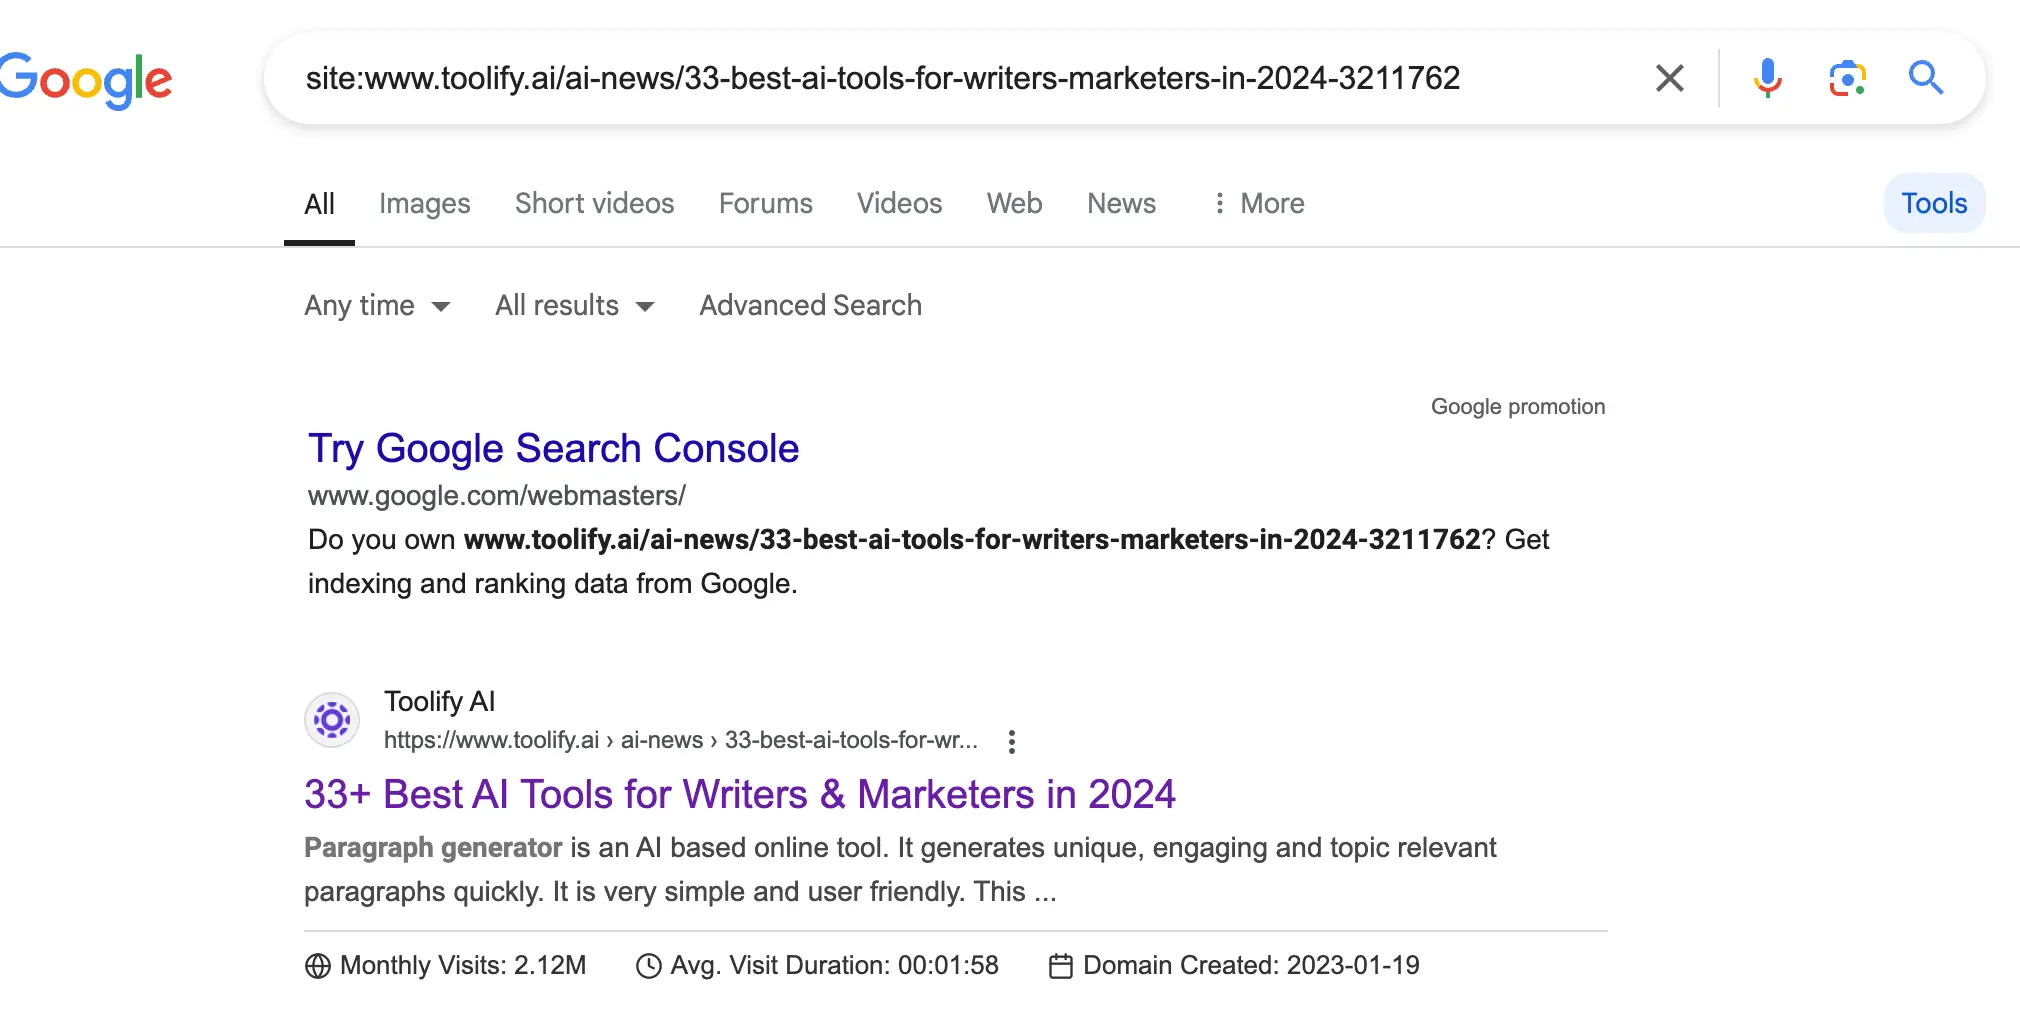 Google
site:www.toolify.ai/ai-news/33-best-ai-tools-for-writers-marketers-in-2024-3211762
All Images Short videos Forums Videos Web News More Tools
Any time All results Advanced Search
Google promotion
Try Google Search Console
www.google.com/webmasters/
Do you own www.toolify.ai/ai-news/33-best-ai-tools-for-writers-marketers-in-2024-3211762? Get
indexing and ranking data from Google.
Toolify AI
https://www.toolify.ai › ai-news › 33-best-ai-tools-for-wr...
33+ Best AI Tools for Writers & Marketers in 2024
Paragraph generator is an AI based online tool. It generates unique, engaging and topic relevant
paragraphs quickly. It is very simple and user friendly. This ...
Monthly Visits: 2.12M Avg. Visit Duration: 00:01:58 Domain Created: 2023-01-19